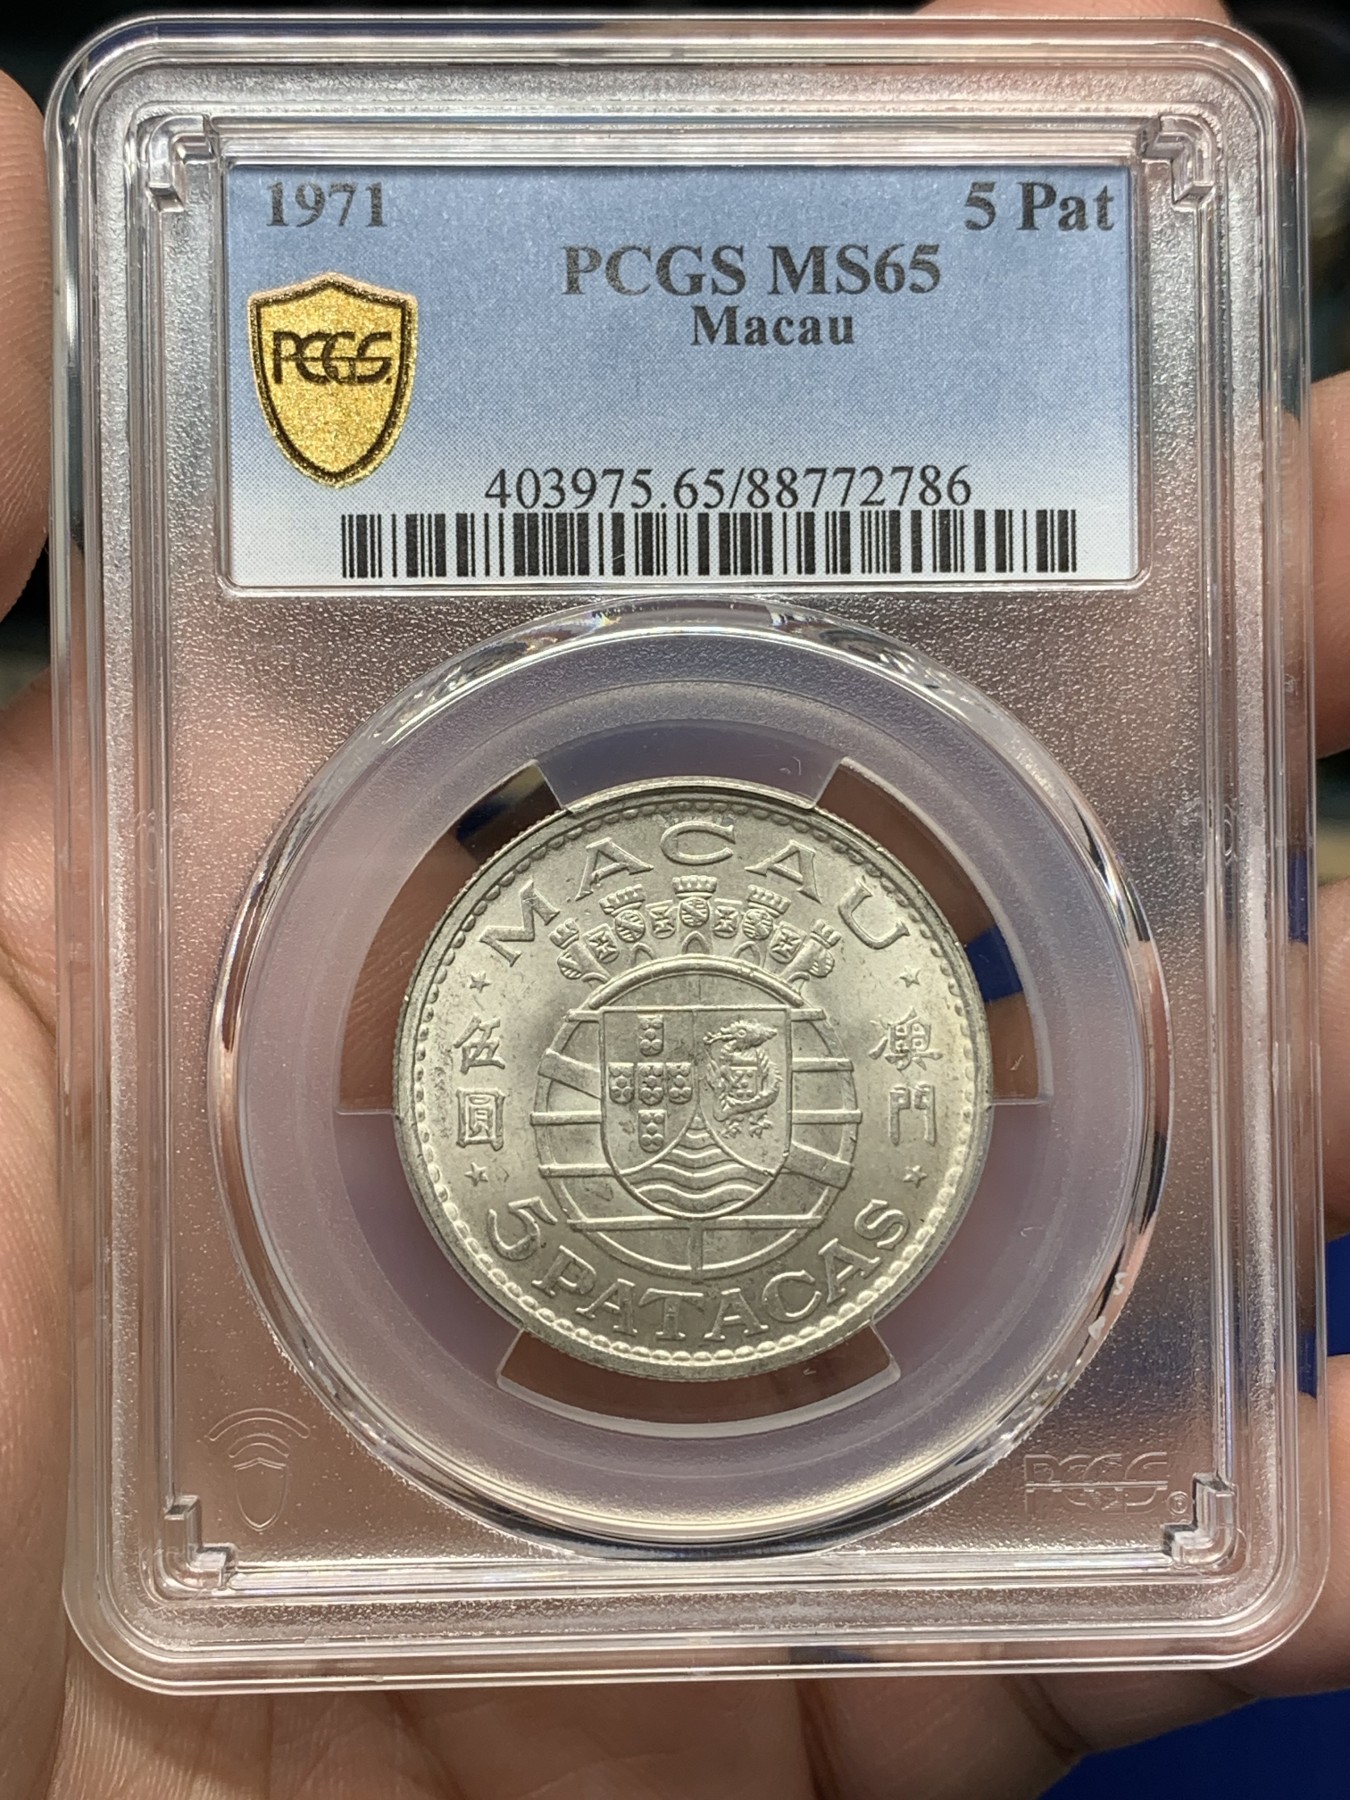 1971
5 Pat
PCGS MS65
Macau
PCGS
403975.65/88772786
MACAU
伍圓
澳門
5 PATACAS
PCGS